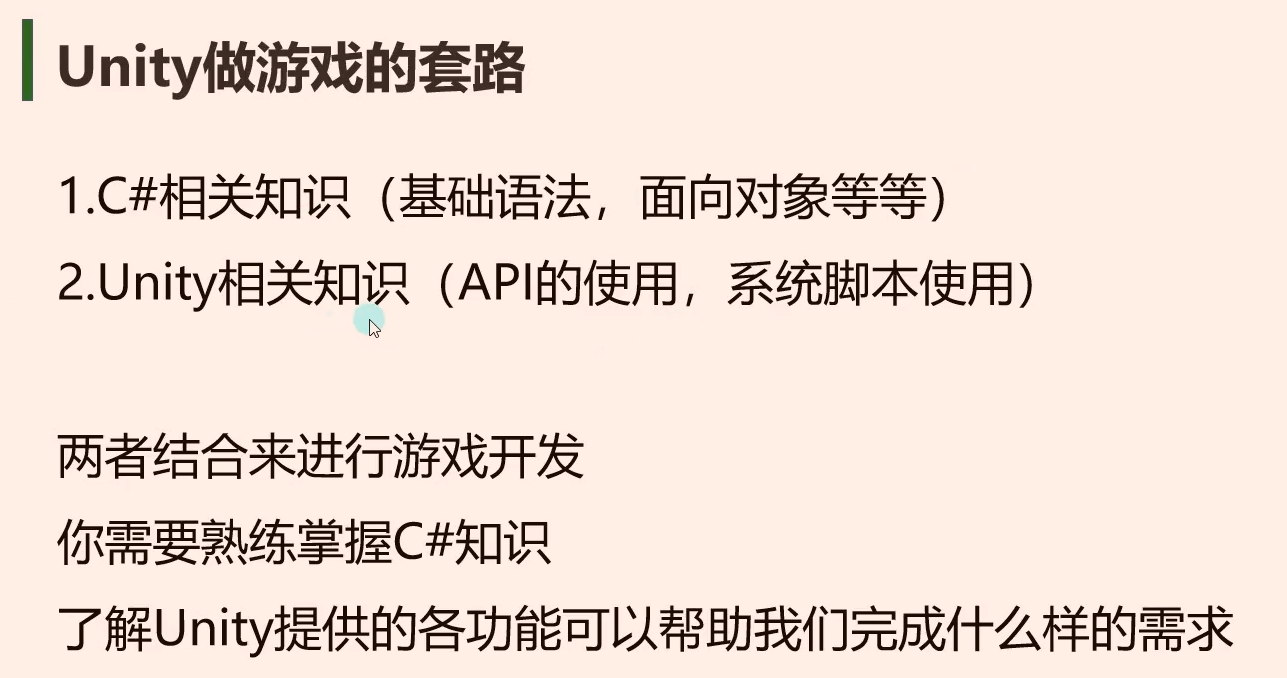 Unity做游戏的套路
1.C#相关知识（基础语法，面向对象等等）
2.Unity相关知识（API的使用，系统脚本使用）
两者结合来进行游戏开发
你需要熟练掌握C#知识
了解Unity提供的各功能可以帮助我们完成什么样的需求